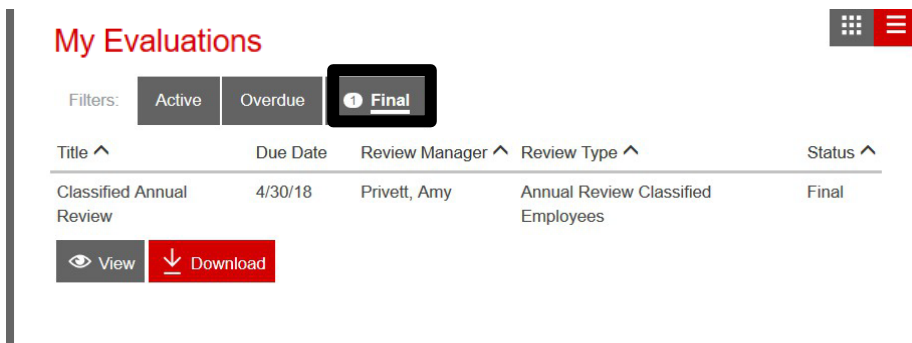 My Evaluations
Filters: Active Overdue 1 Final
Title Due Date Review Manager Review Type Status
Classified Annual 4/30/18 Privett, Amy Annual Review Classified Final
Review Employees
View Download